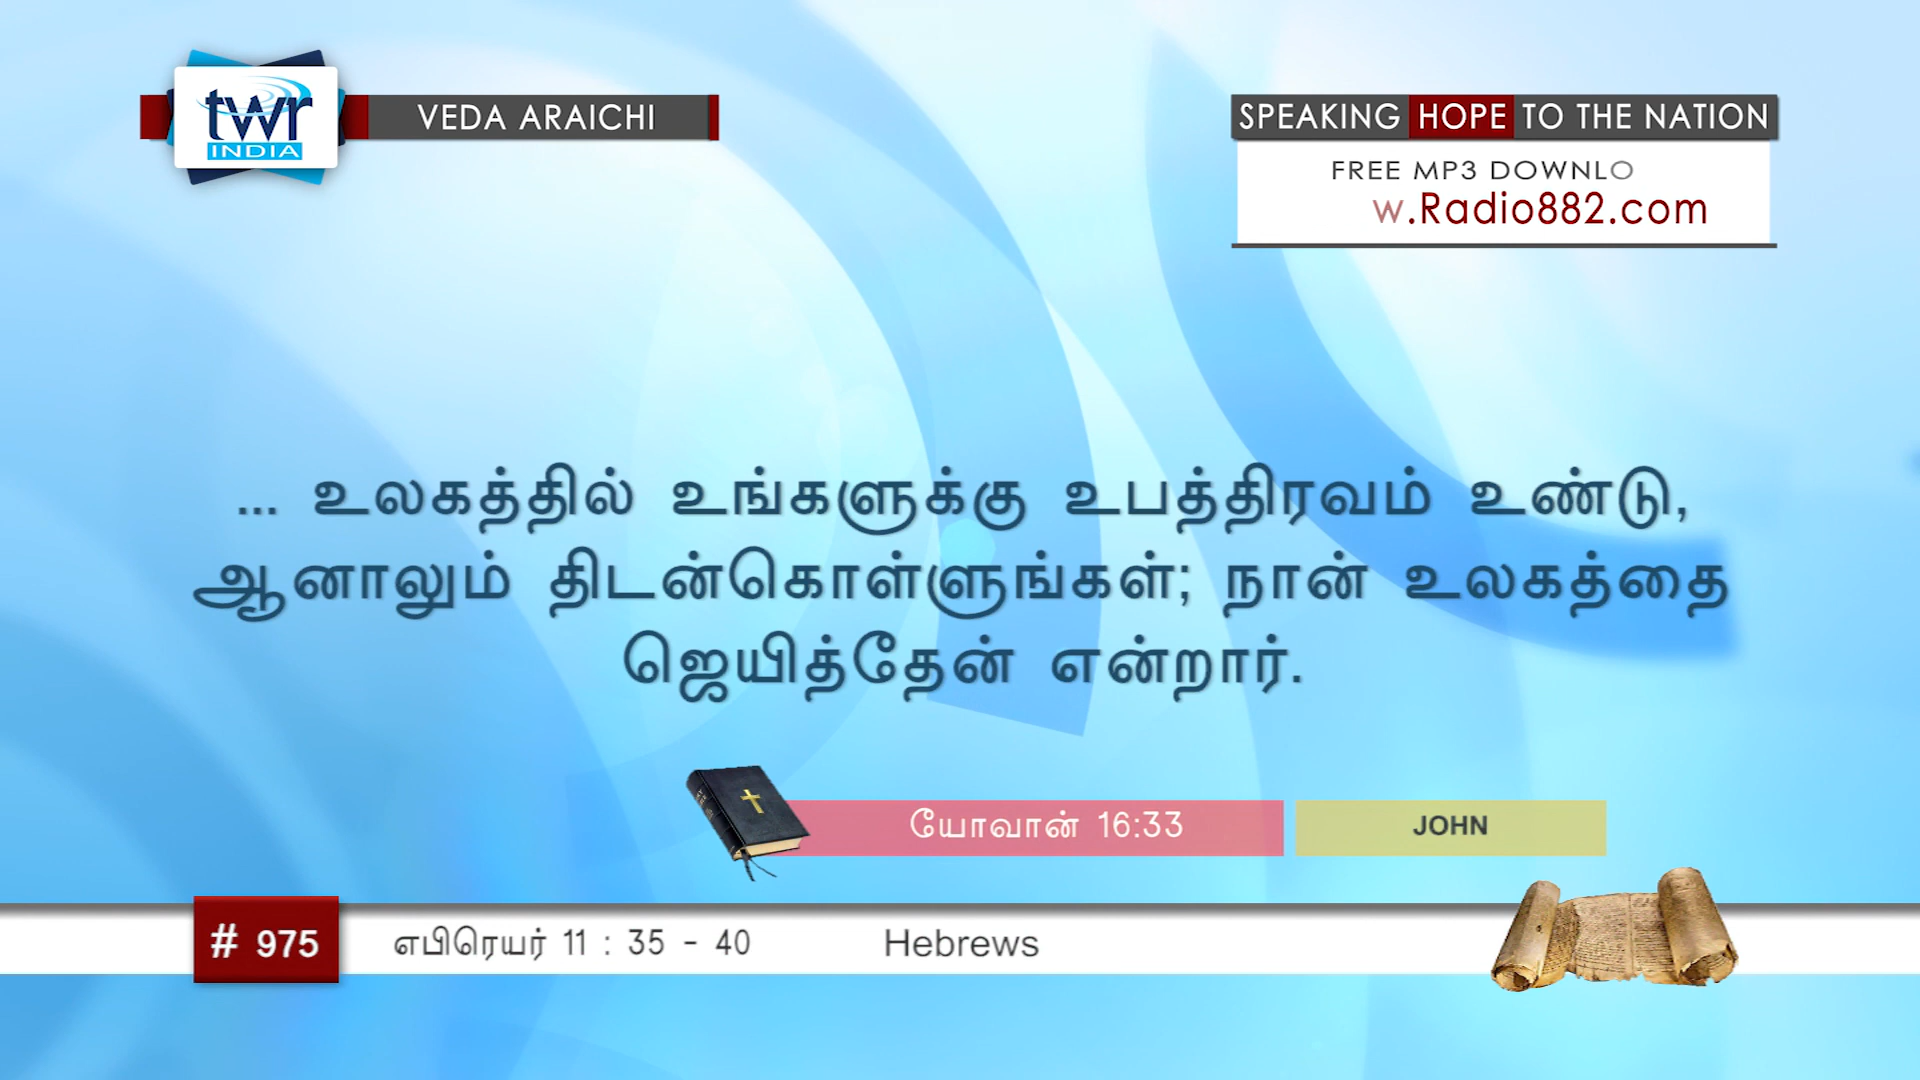 twr
INDIA
VEDA ARAICHI
SPEAKING HOPE TO THE NATION
FREE MP3 DOWNLO
w.Radio882.com
... உலகத்தில் உங்களுக்கு உபத்திரவம் உண்டு,
ஆனாலும் திடன்கொள்ளுங்கள்; நான் உலகத்தை
ஜெயித்தேன் என்றார்.
யோவான் 16:33
JOHN
# 975
எபிரெயர் 11 : 35 - 40
Hebrews